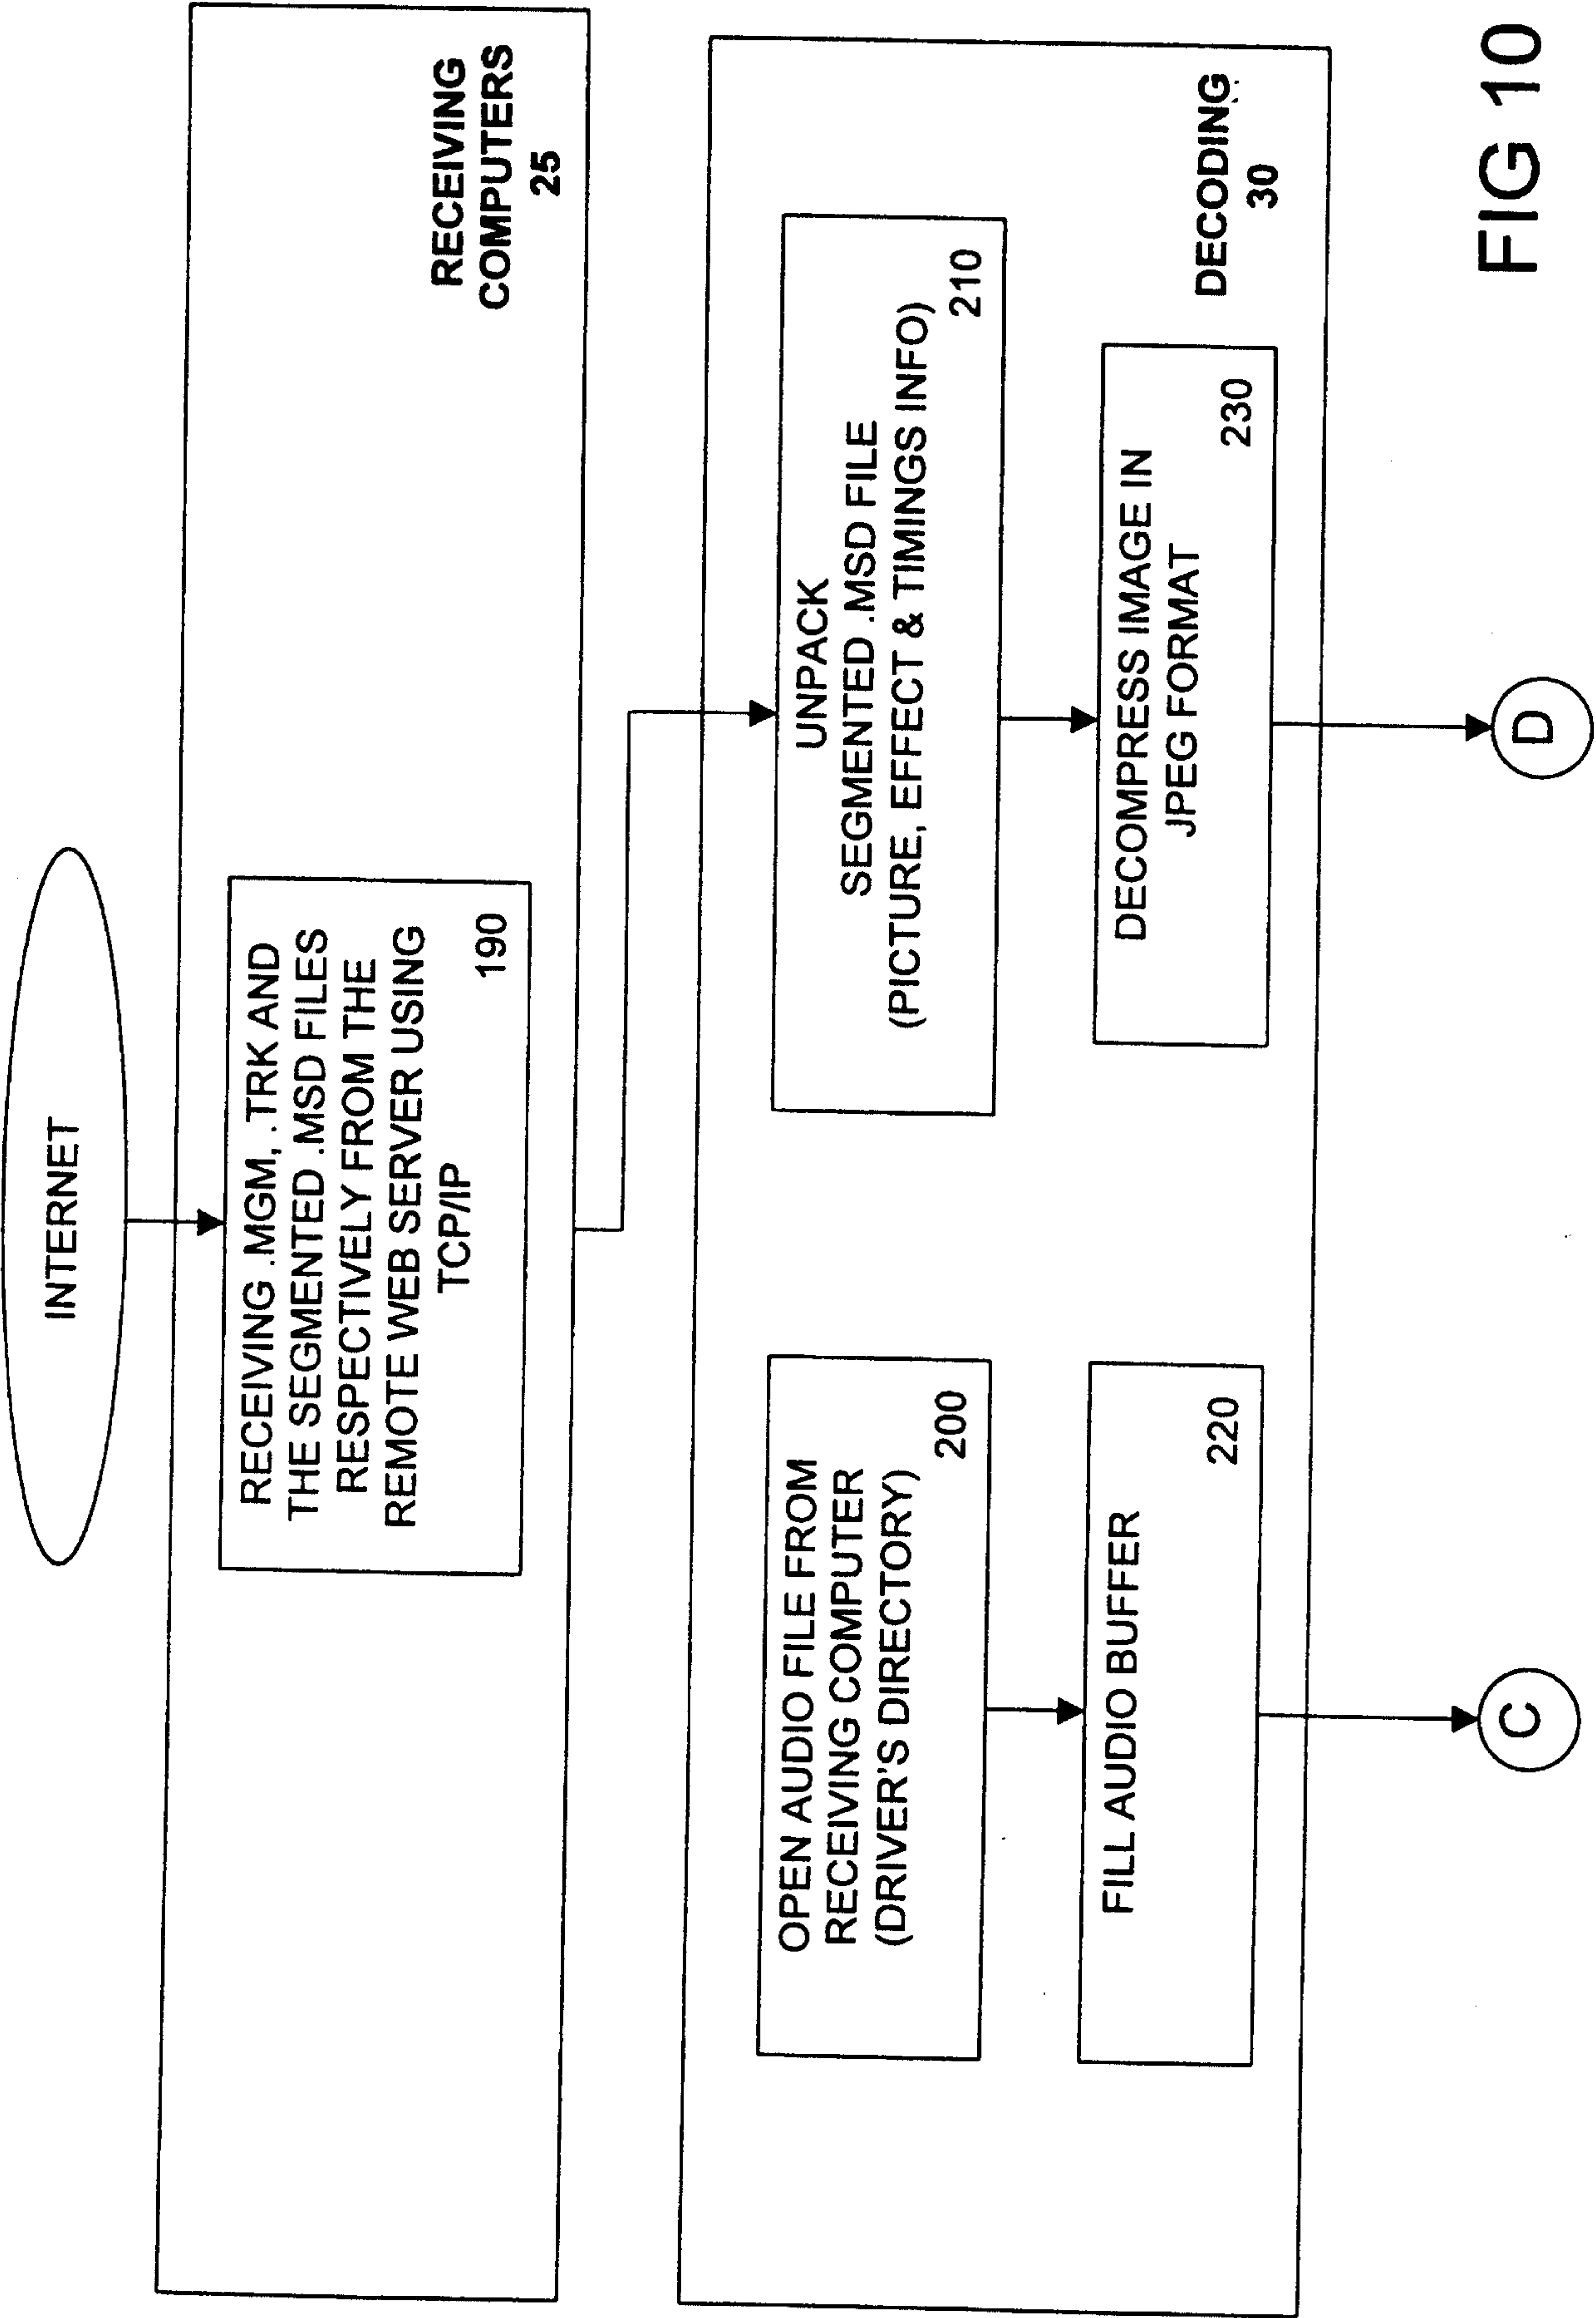 INTERNET
RECEIVING .MGM, .TRK AND
THE SEGMENTED .MSD FILES
RESPECTIVELY FROM THE
REMOTE WEB SERVER USING
TCP/IP
190
RECEIVING
COMPUTERS
25
OPEN AUDIO FILE FROM
RECEIVING COMPUTER
(DRIVER'S DIRECTORY)
200
UNPACK
SEGMENTED .MSD FILE
(PICTURE, EFFECT & TIMINGS INFO)
210
FILL AUDIO BUFFER
220
DECOMPRESS IMAGE IN
JPEG FORMAT
230
DECODING
30
C
D
FIG 10